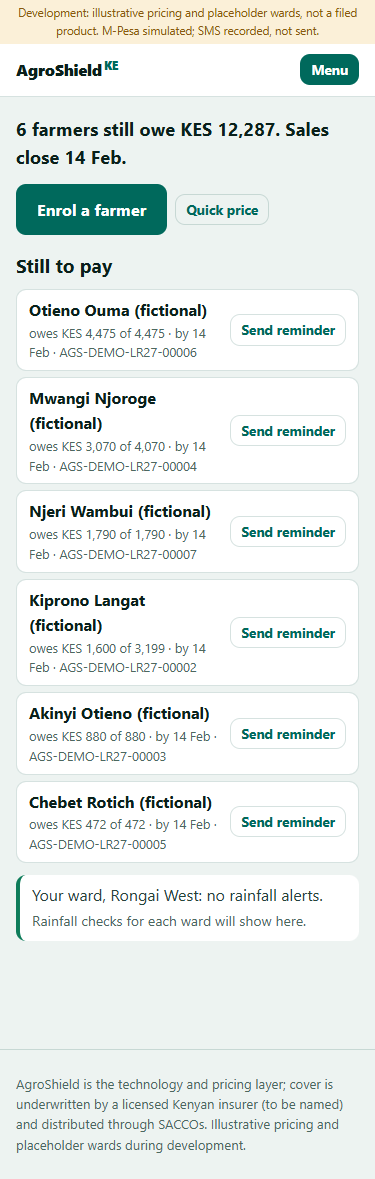 Development: illustrative pricing and placeholder wards, not a filed
product. M-Pesa simulated; SMS recorded, not sent.
AgroShield KE
Menu
6 farmers still owe KES 12,287. Sales
close 14 Feb.
Enrol a farmer
Quick price
Still to pay
Otieno Ouma (fictional)
owes KES 4,475 of 4,475 · by 14
Feb · AGS-DEMO-LR27-00006
Send reminder
Mwangi Njoroge
(fictional)
owes KES 3,070 of 4,070 · by 14
Feb · AGS-DEMO-LR27-00004
Send reminder
Njeri Wambui (fictional)
owes KES 1,790 of 1,790 · by 14
Feb · AGS-DEMO-LR27-00007
Send reminder
Kiprono Langat
(fictional)
owes KES 1,600 of 3,199 · by 14
Feb · AGS-DEMO-LR27-00002
Send reminder
Akinyi Otieno (fictional)
owes KES 880 of 880 · by 14 Feb ·
AGS-DEMO-LR27-00003
Send reminder
Chebet Rotich (fictional)
owes KES 472 of 472 · by 14 Feb ·
AGS-DEMO-LR27-00005
Send reminder
Your ward, Rongai West: no rainfall alerts.
Rainfall checks for each ward will show here.
AgroShield is the technology and pricing layer; cover is
underwritten by a licensed Kenyan insurer (to be named)
and distributed through SACCOs. Illustrative pricing and
placeholder wards during development.